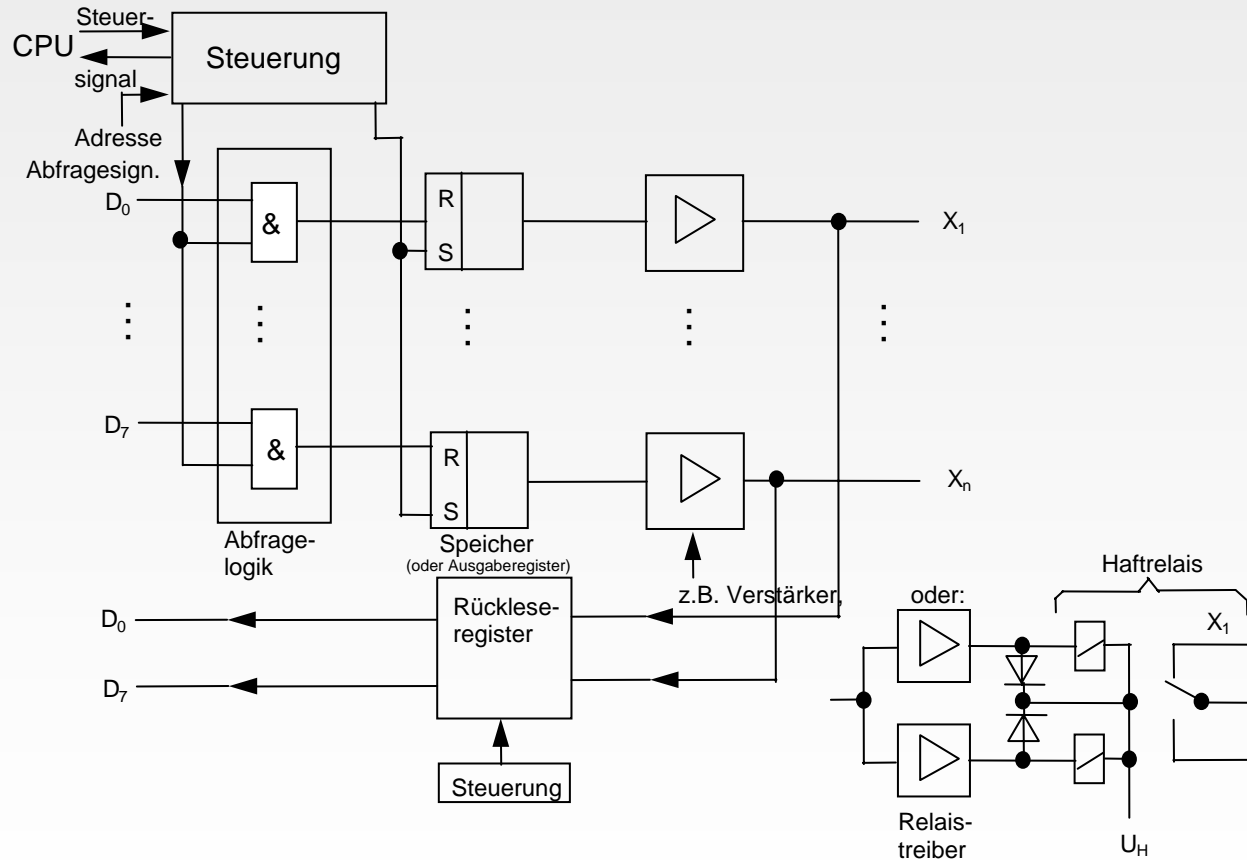 Steuer-
CPU
signal
Steuerung
Adresse
Abfragesign.
D0
&
R
S
X1
D7
&
R
S
Xn
Abfrage-
logik
Speicher
(oder Ausgaberegister)
z.B. Verstärker,
oder:
Haftrelais
D0
Rücklese-
register
X1
D7
Steuerung
Relais-
treiber
UH